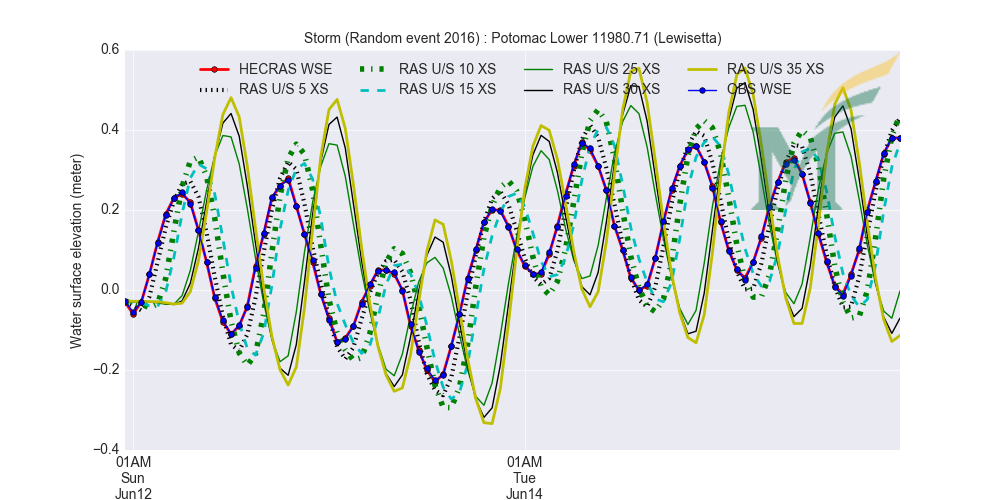 Storm (Random event 2016) : Potomac Lower 11980.71 (Lewisetta)
HECRAS WSE RAS U/S 10 XS RAS U/S 25 XS RAS U/S 35 XS
RAS U/S 5 XS RAS U/S 15 XS RAS U/S 30 XS OBS WSE
Water surface elevation (meter)
0.6
0.4
0.2
0.0
−0.2
−0.4
01AM 01AM
Sun Tue
Jun12 Jun14
M